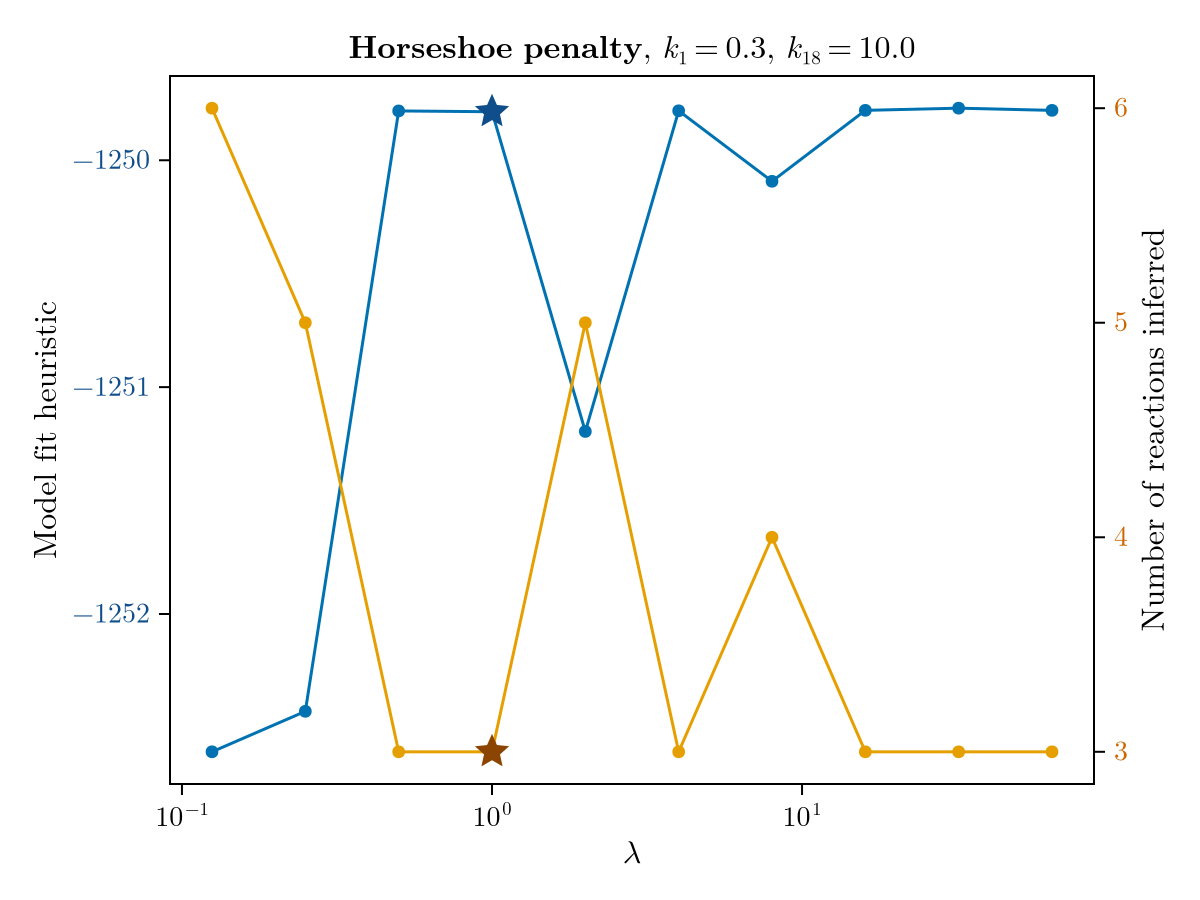 Horseshoe penalty, k₁ = 0.3, k₁₈ = 10.0
−1250
−1251
−1252
Model fit heuristic
6
5
4
3
Number of reactions inferred
10⁻¹
10⁰
10¹
λ